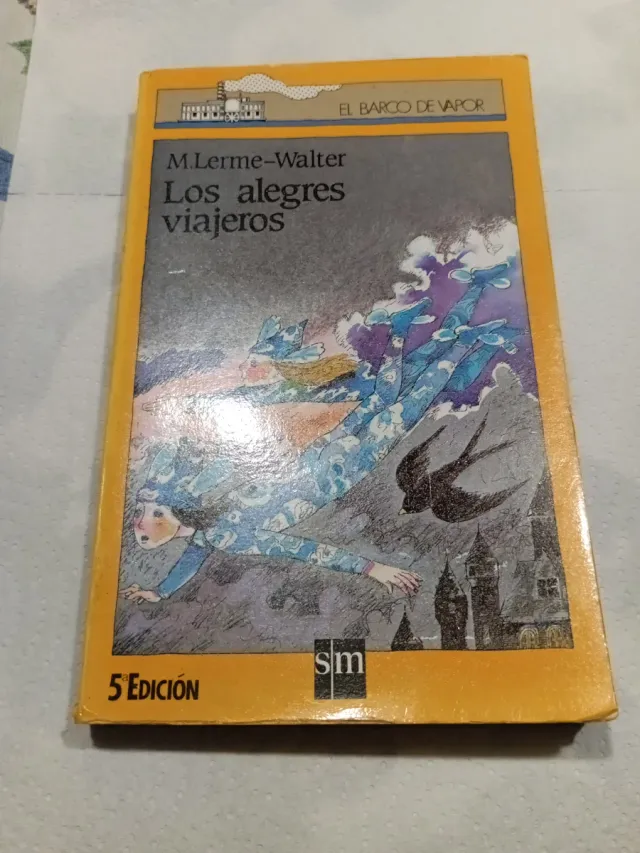 EL BARCO DE VAPOR
M.Lerme-Walter
Los alegres
viajeros
sm
5ª EDICIÓN